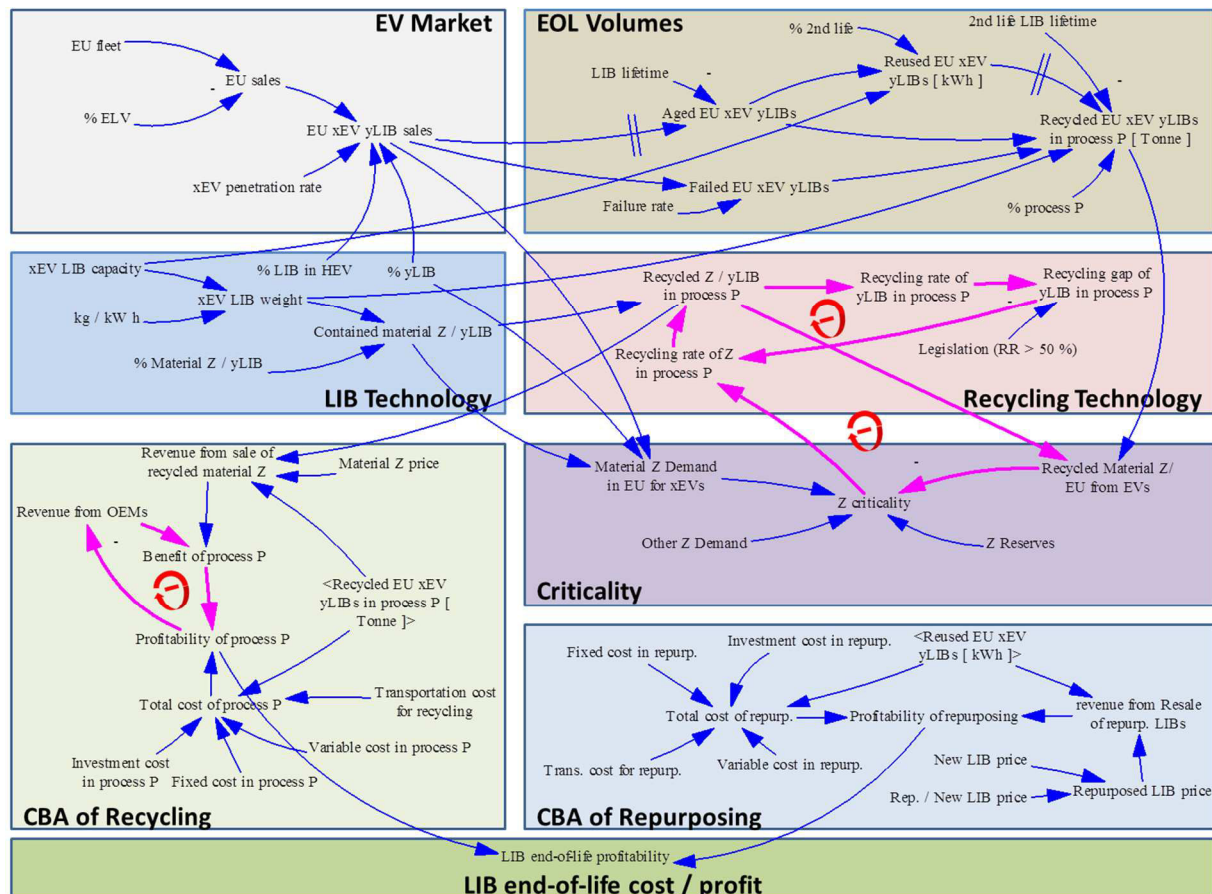 EV Market
EU fleet
EU sales
-
% ELV
EU xEV yLIB sales
xEV penetration rate
EOL Volumes
2nd life LIB lifetime
% 2nd life
LIB lifetime
-
Reused EU xEV
yLIBs [ kWh ]
-
Aged EU xEV yLIBs
Recycled EU xEV yLIBs
in process P [ Tonne ]
Failed EU xEV yLIBs
Failure rate
% process P
xEV LIB capacity
% LIB in HEV
% yLIB
xEV LIB weight
kg / kW h
Contained material Z / yLIB
% Material Z / yLIB
LIB Technology
Recycled Z / yLIB
in process P
Recycling rate of
yLIB in process P
Recycling gap of
yLIB in process P
-
Legislation (RR > 50 %)
Recycling rate of Z
in process P
Recycling Technology
Revenue from sale of
recycled material Z
Material Z price
Revenue from OEMs
-
Benefit of process P
<Recycled EU xEV
yLIBs in process P [
Tonne ]>
Profitability of process P
Total cost of process P
Transportation cost
for recycling
Variable cost in process P
Investment cost
in process P
Fixed cost in process P
CBA of Recycling
Material Z Demand
in EU for xEVs
-
Recycled Material Z/
EU from EVs
Z criticality
Other Z Demand
Z Reserves
Criticality
Fixed cost in repurp.
Investment cost in repurp.
<Reused EU xEV
yLIBs [ kWh ]>
Total cost of repurp.
Profitability of repurposing
revenue from Resale
of repurp. LIBs
Trans. cost for repurp.
Variable cost in repurp.
New LIB price
Rep. / New LIB price
Repurposed LIB price
CBA of Repurposing
LIB end-of-life profitability
LIB end-of-life cost / profit